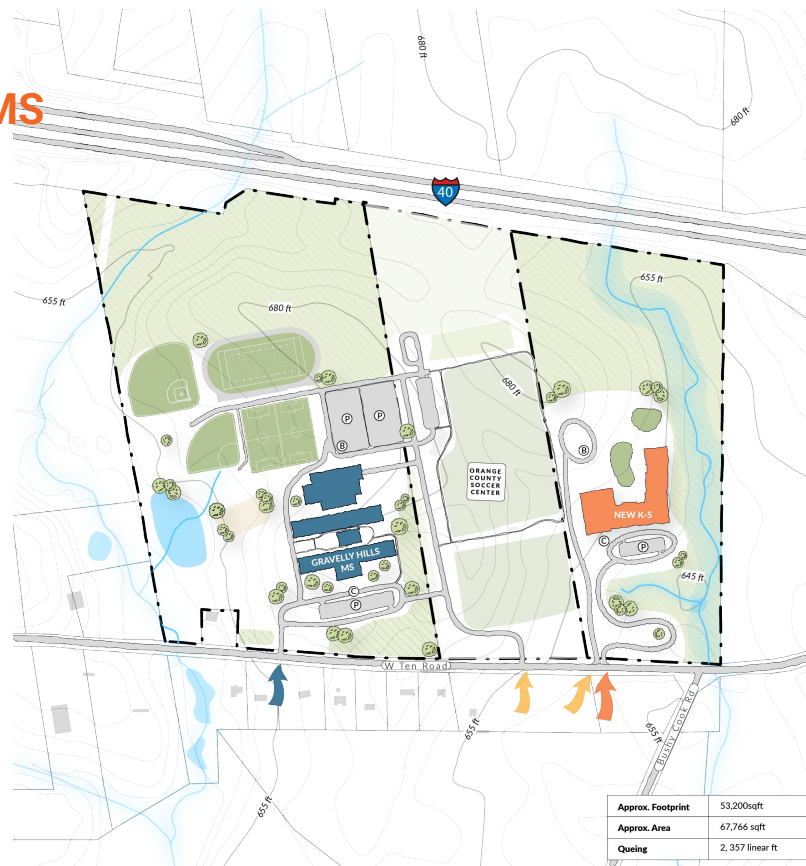 680 ft
680 ft
MS
40
655 ft
655 ft
680 ft
680 ft
P
P
B
B
ORANGE
COUNTY
SOCCER
CENTER
NEW K-5
C
P
GRAVELLY HILLS
MS
C
P
645 ft
W Ten Road
655 ft
655 ft
Bushy Cook Rd
655 ft
Approx. Footprint 53,200sqft
Approx. Area 67,766 sqft
Queing 2, 357 linear ft